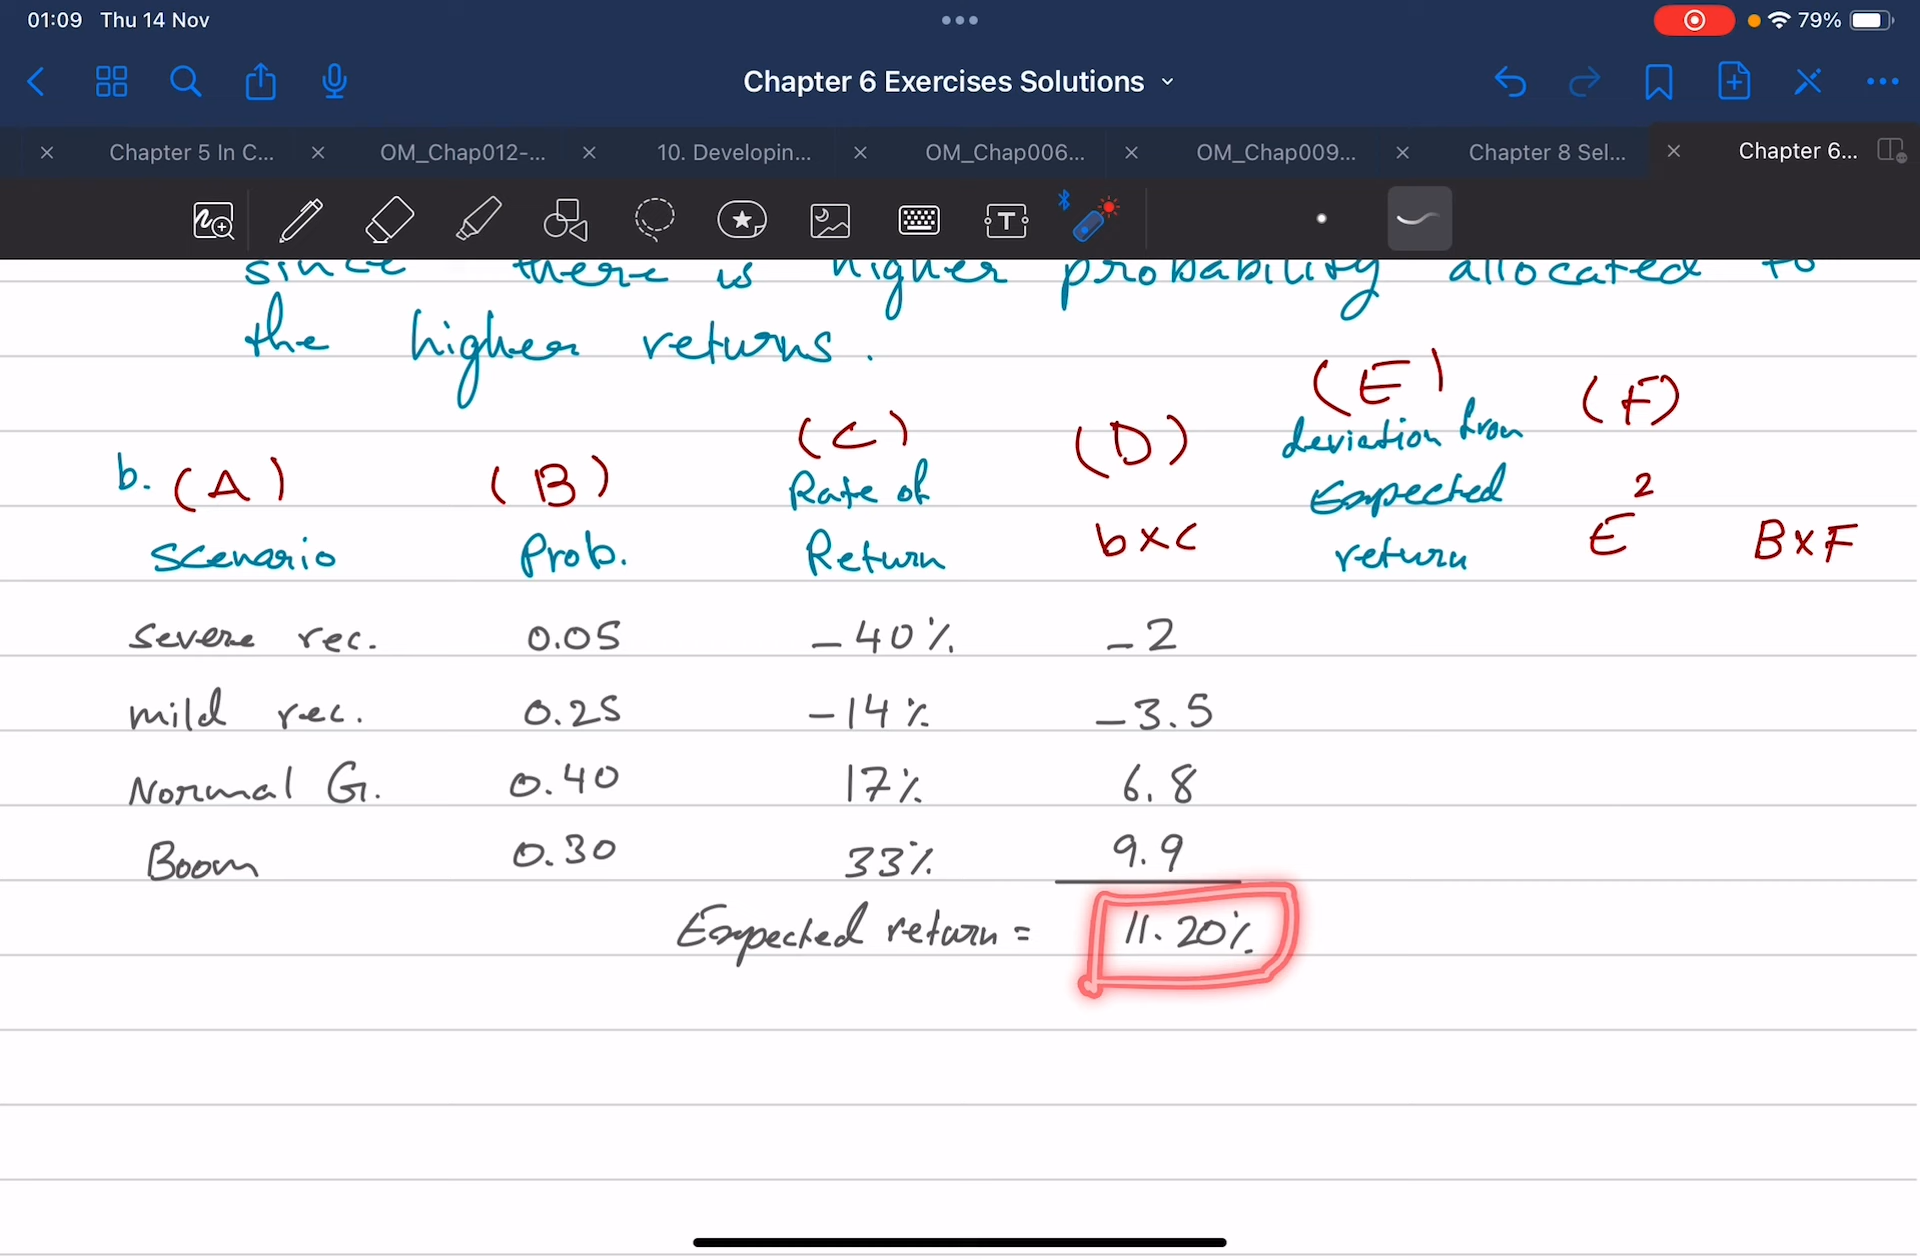 01:09 Thu 14 Nov
79%
Chapter 6 Exercises Solutions
Chapter 5 In C...
OM_Chap012-...
10. Developin...
OM_Chap006...
OM_Chap009...
Chapter 8 Sel...
Chapter 6...
since there is higher probability allocated to
the higher returns.
b. (A) (B) (C) (D) (E) (F)
Scenario
Prob.
Rate of
Return
b×C
deviation from
Expected
return
E²
B×F
Severe rec. 0.05 -40% -2
mild rec. 0.25 -14% -3.5
Normal G. 0.40 17% 6.8
Boom 0.30 33% 9.9
Expected return = 11.20%